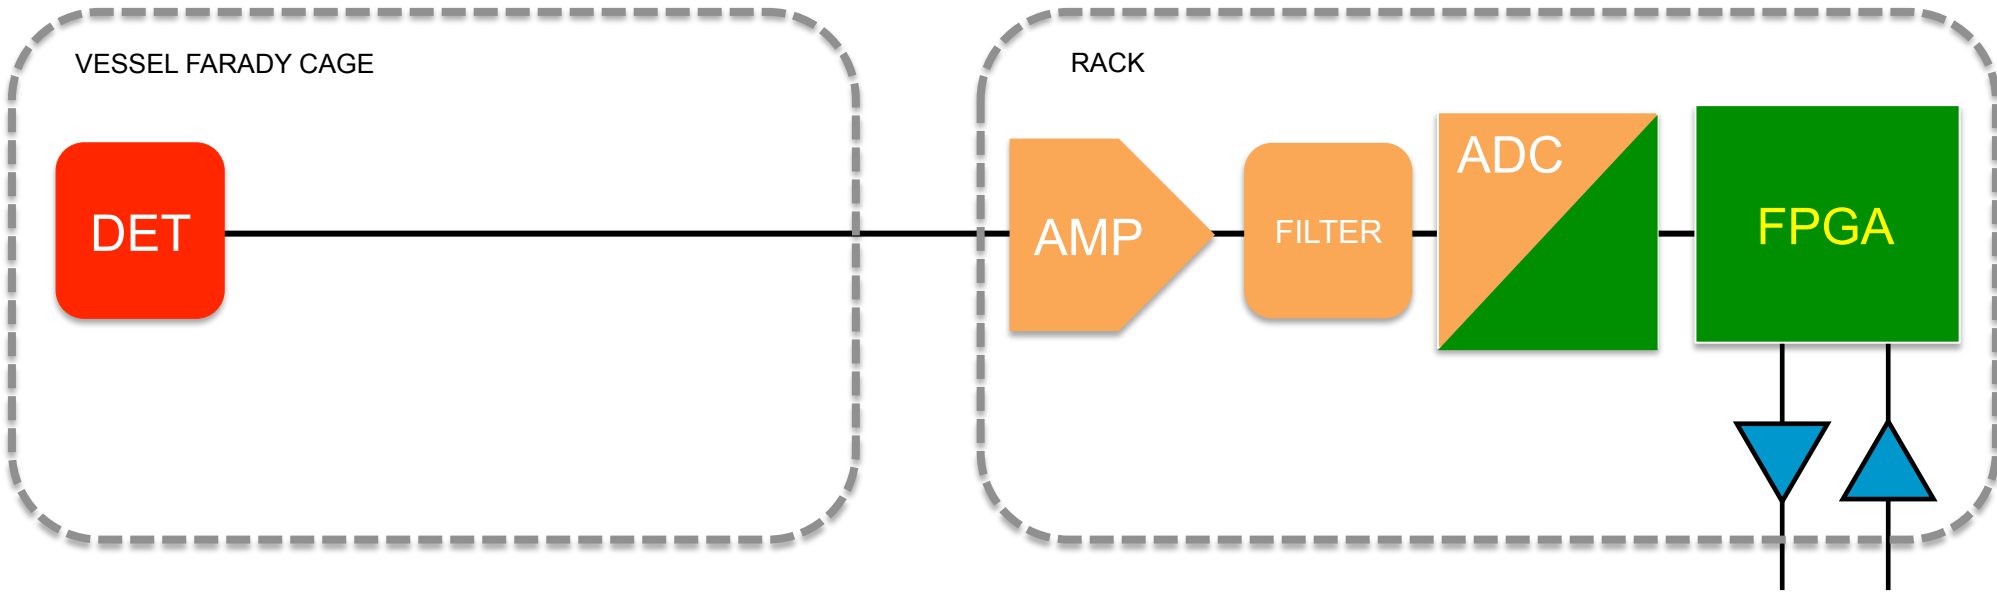 VESSEL FARADY CAGE
RACK
DET
AMP
FILTER
ADC
FPGA